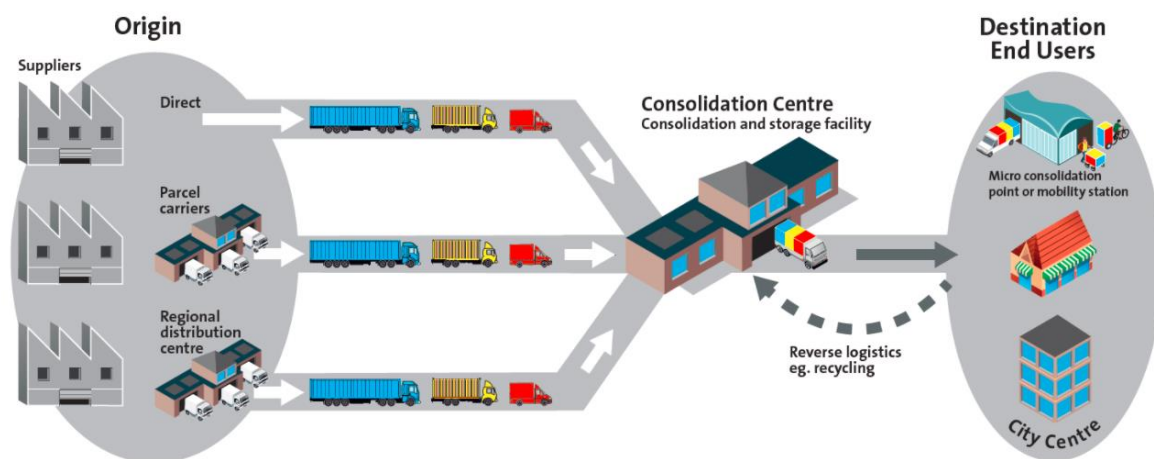 Origin
Suppliers
Direct
Parcel
carriers
Regional
distribution
centre
Consolidation Centre
Consolidation and storage facility
Reverse logistics
eg. recycling
Destination
End Users
Micro consolidation
point or mobility station
City Centre